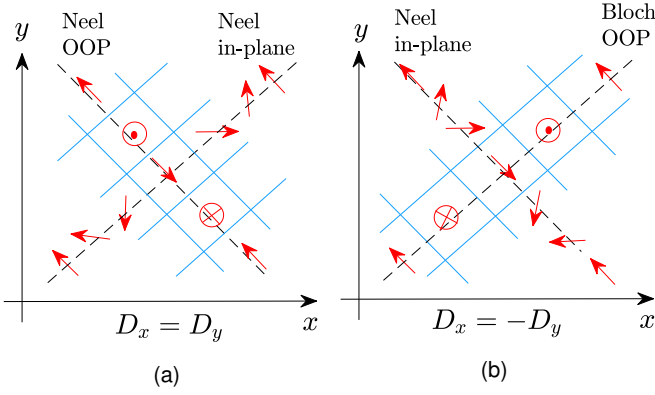 Neel
OOP
Neel
in-plane
y
x
D_x = D_y
(a)
Neel
in-plane
Bloch
OOP
y
x
D_x = -D_y
(b)